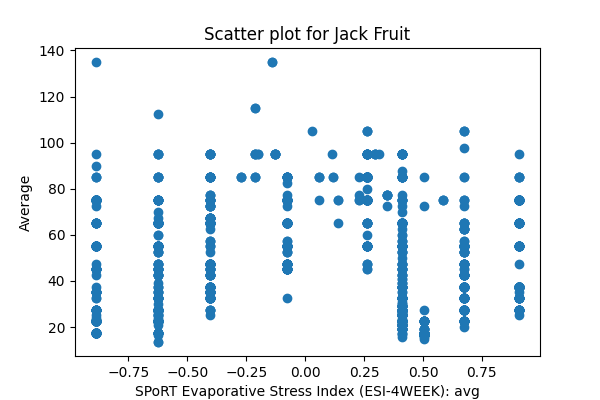 Scatter plot for Jack Fruit
140
120
100
80
60
40
20
Average
−0.75 −0.50 −0.25 0.00 0.25 0.50 0.75
SPoRT Evaporative Stress Index (ESI-4WEEK): avg